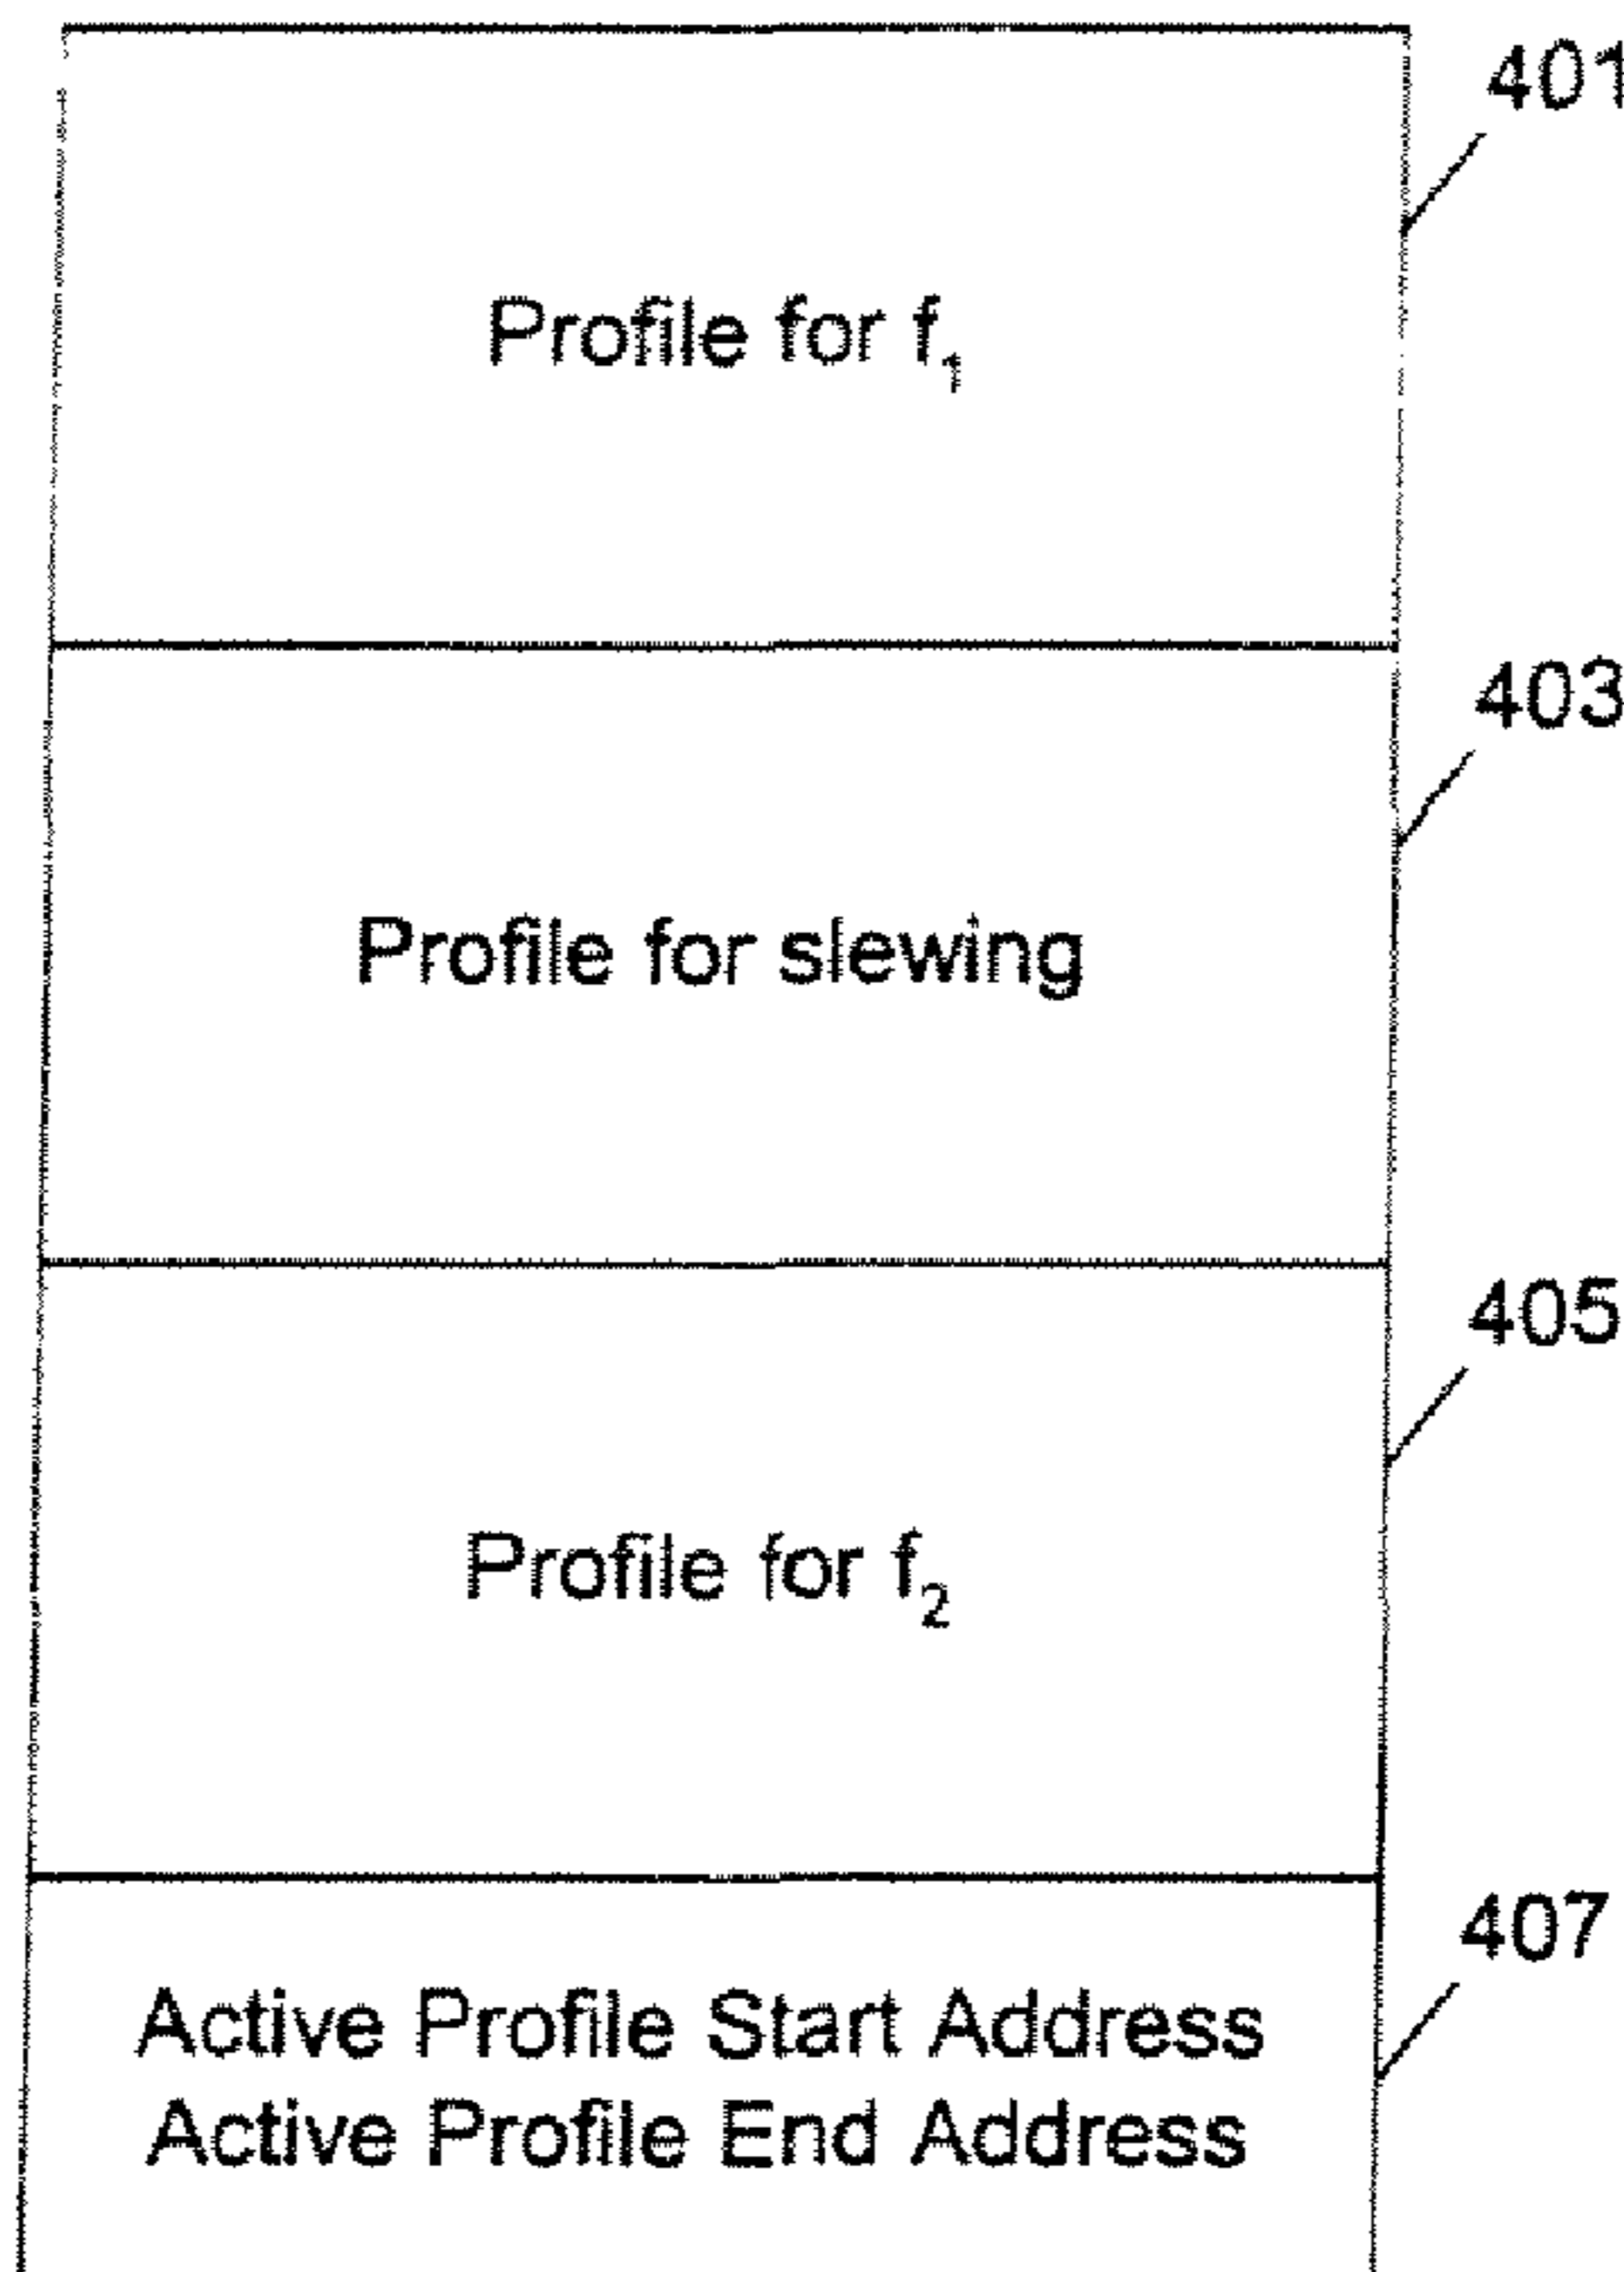 401
Profile for f₁
403
Profile for slewing
405
Profile for f₂
407
Active Profile Start Address
Active Profile End Address